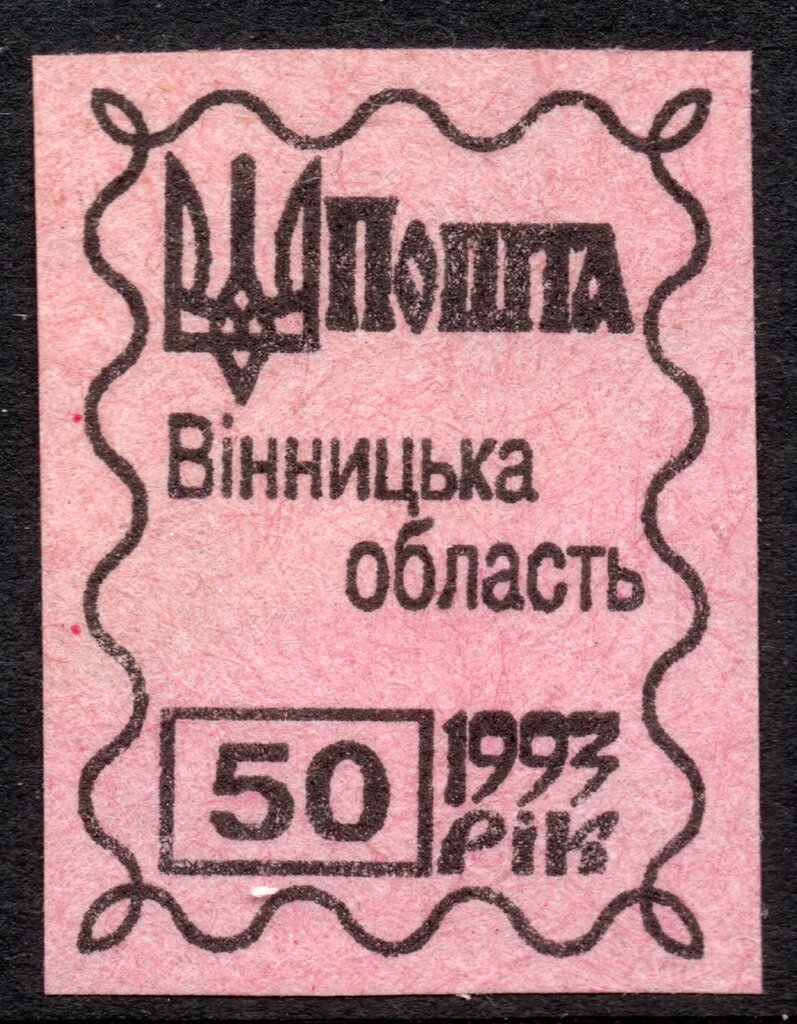 Пошта
Вінницька
область
50
1993
рік